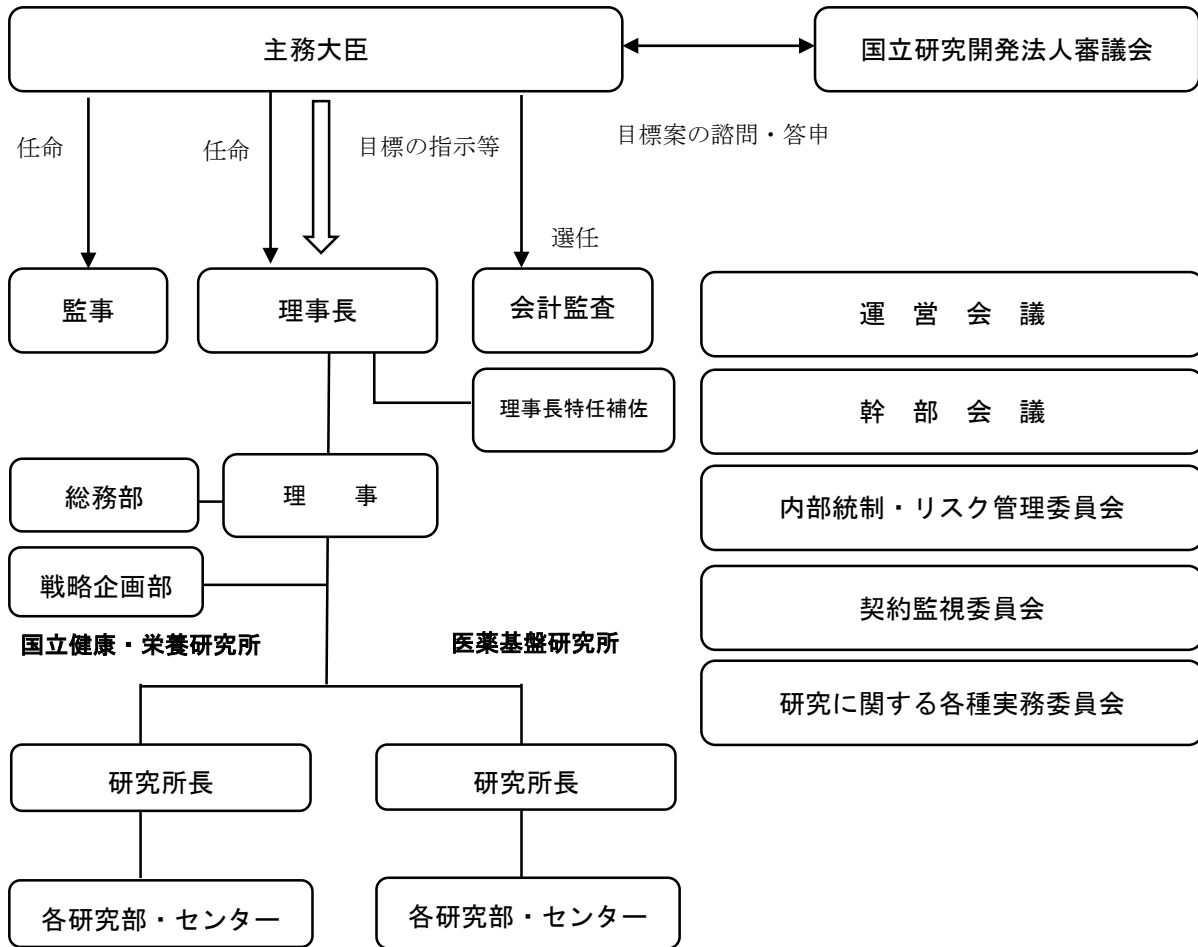 主務大臣
国立研究開発法人審議会
任命
任命
目標の指示等
目標案の諮問・答申
選任
監事
理事長
会計監査
運 営 会 議
理事長特任補佐
幹 部 会 議
総務部
理 事
内部統制・リスク管理委員会
戦略企画部
契約監視委員会
国立健康・栄養研究所
医薬基盤研究所
研究に関する各種実務委員会
研究所長
研究所長
各研究部・センター
各研究部・センター